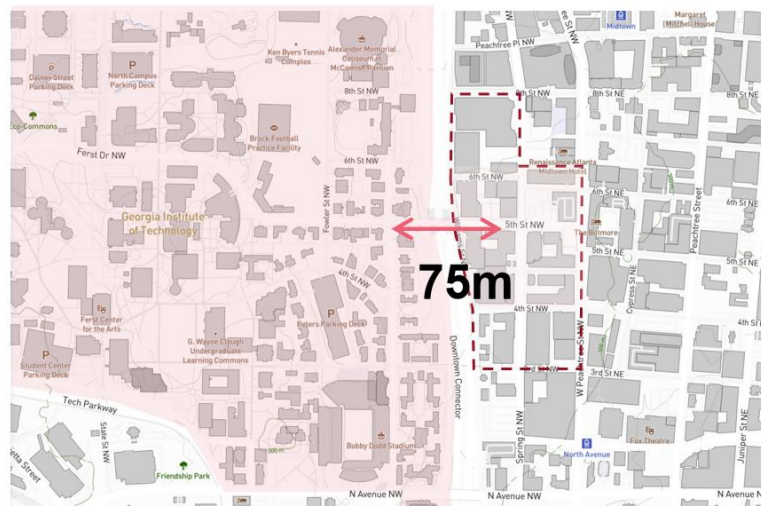 Margaret
Mitchell House
Midtown
Peachtree Pl NW
Ken Byers Tennis
Complex
Alexander Memorial
Coliseum
McCamish Pavilion
P
Dalney Street
Parking Deck
P
North Campus
Parking Deck
8th St NW
8th St NW
8th St NE
8th St NE
Eco-Commons
Brock Football
Practice Facility
Ferst Dr NW
6th St NW
6th St NW
Renaissance Atlanta
Midtown Hotel
6th St NE
6th St NW
Peachtree Street
Georgia Institute
of Technology
Fowler St NW
5th St NW
The Biltmore
5th St NE
5th St NE
75m
4th St NW
4th St NW
4th St
Cypress St NE
Ferst Center
for the Arts
P
Peters Parking Deck
G. Wayne Clough
Undergraduate
Learning Commons
P
Student Center
Parking Deck
Downtown Connector
W Peachtree St NW
3rd St NW
3rd St NE
Tech Parkway
State St NW
Bobby Dodd Stadium
300 m
Spring St NW
Fox Theatre
Juniper St NE
North Avenue
Friendship Park
N Avenue NW
N Avenue NW